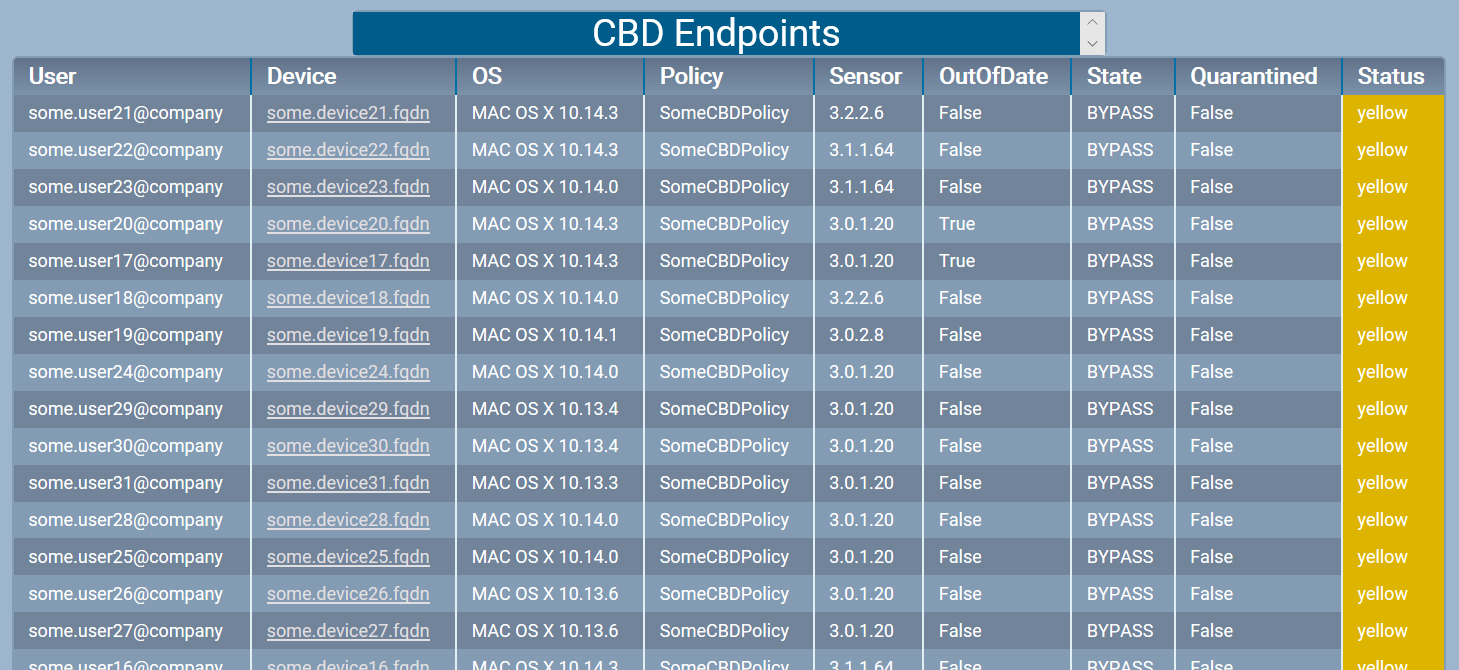 CBD Endpoints
User Device OS Policy Sensor OutOfDate State Quarantined Status
some.user21@company some.device21.fqdn MAC OS X 10.14.3 SomeCBDPolicy 3.2.2.6 False BYPASS False yellow
some.user22@company some.device22.fqdn MAC OS X 10.14.3 SomeCBDPolicy 3.1.1.64 False BYPASS False yellow
some.user23@company some.device23.fqdn MAC OS X 10.14.0 SomeCBDPolicy 3.1.1.64 False BYPASS False yellow
some.user20@company some.device20.fqdn MAC OS X 10.14.3 SomeCBDPolicy 3.0.1.20 True BYPASS False yellow
some.user17@company some.device17.fqdn MAC OS X 10.14.3 SomeCBDPolicy 3.0.1.20 True BYPASS False yellow
some.user18@company some.device18.fqdn MAC OS X 10.14.0 SomeCBDPolicy 3.2.2.6 False BYPASS False yellow
some.user19@company some.device19.fqdn MAC OS X 10.14.1 SomeCBDPolicy 3.0.2.8 False BYPASS False yellow
some.user24@company some.device24.fqdn MAC OS X 10.14.0 SomeCBDPolicy 3.0.1.20 False BYPASS False yellow
some.user29@company some.device29.fqdn MAC OS X 10.13.4 SomeCBDPolicy 3.0.1.20 False BYPASS False yellow
some.user30@company some.device30.fqdn MAC OS X 10.13.4 SomeCBDPolicy 3.0.1.20 False BYPASS False yellow
some.user31@company some.device31.fqdn MAC OS X 10.13.3 SomeCBDPolicy 3.0.1.20 False BYPASS False yellow
some.user28@company some.device28.fqdn MAC OS X 10.14.0 SomeCBDPolicy 3.0.1.20 False BYPASS False yellow
some.user25@company some.device25.fqdn MAC OS X 10.14.0 SomeCBDPolicy 3.0.1.20 False BYPASS False yellow
some.user26@company some.device26.fqdn MAC OS X 10.13.6 SomeCBDPolicy 3.0.1.20 False BYPASS False yellow
some.user27@company some.device27.fqdn MAC OS X 10.13.6 SomeCBDPolicy 3.0.1.20 False BYPASS False yellow
some.user16@company some.device16.fqdn MAC OS X 10.14.3 SomeCBDPolicy 3.1.1.64 False BYPASS False yellow